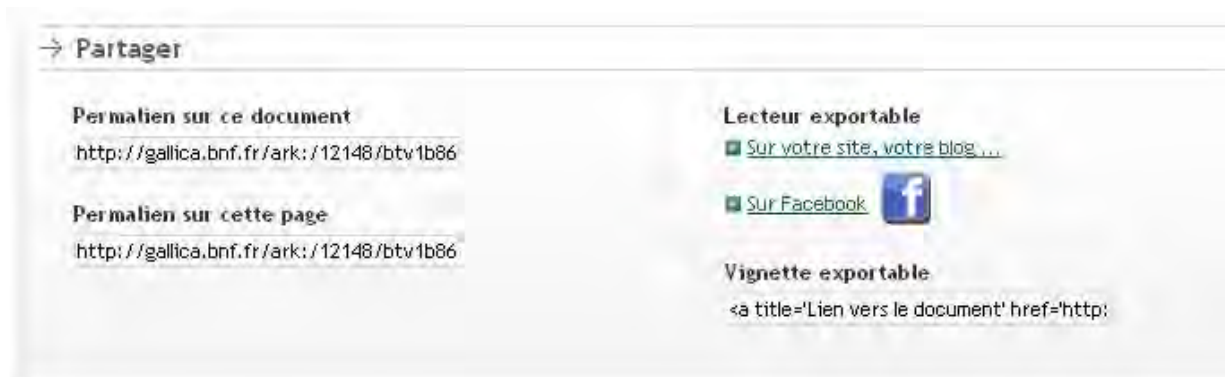 → Partager
Permalien sur ce document
http://gallica.bnf.fr/ark:/12148/btv1b86
Permalien sur cette page
http://gallica.bnf.fr/ark:/12148/btv1b86
Lecteur exportable
Sur votre site, votre blog ...
Sur Facebook f
Vignette exportable
<a title='Lien vers le document' href='http: